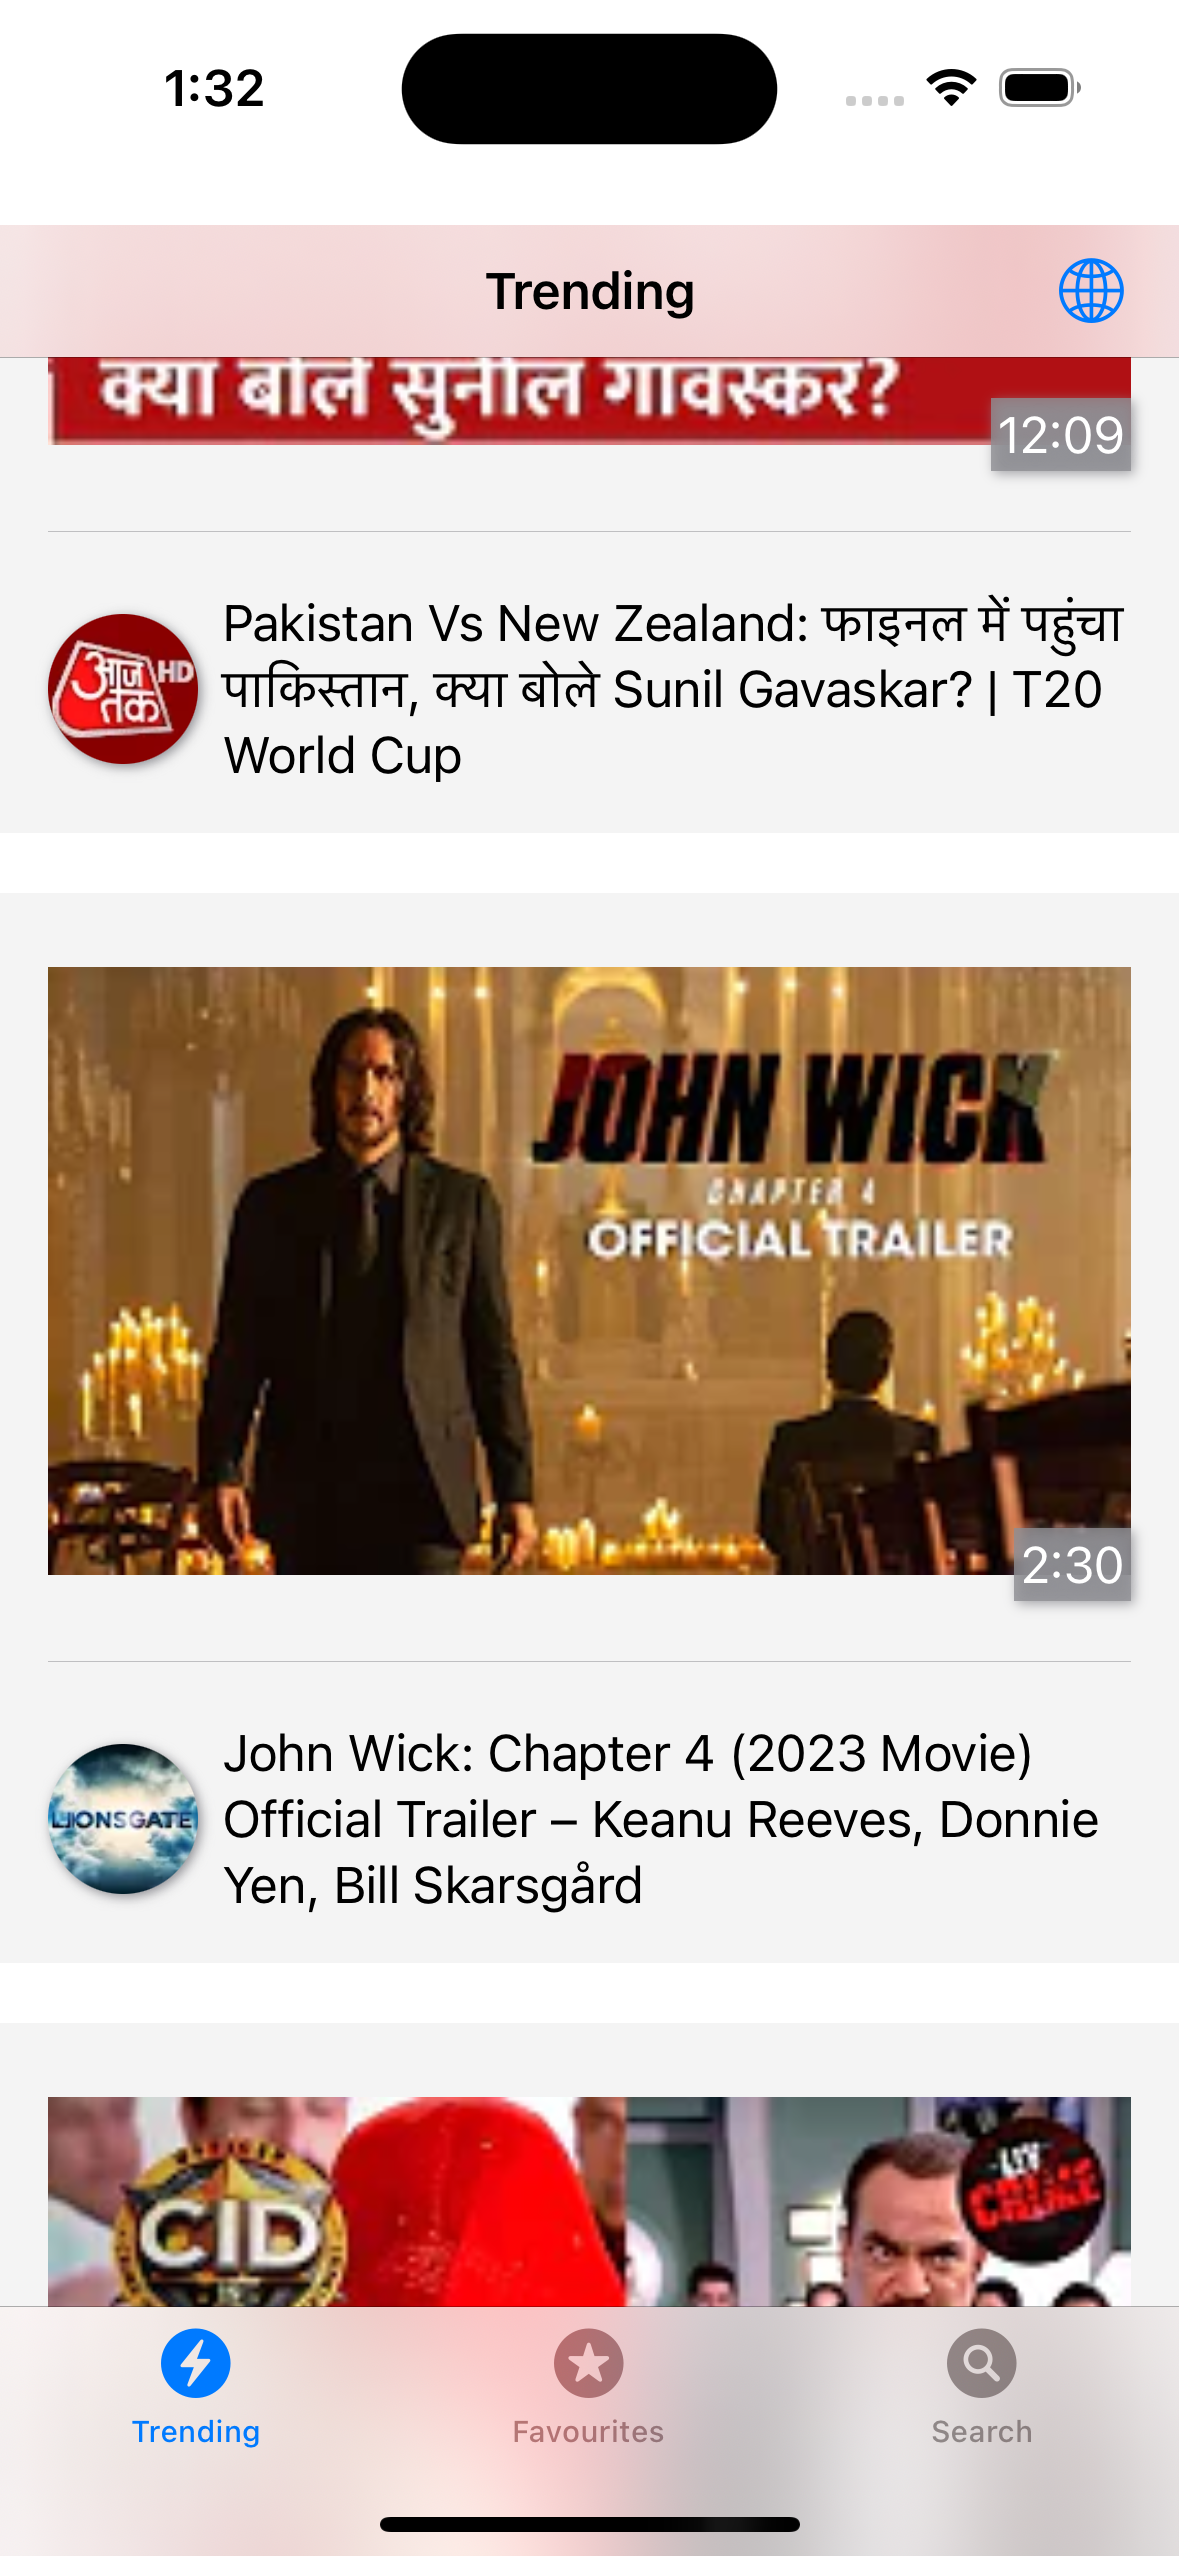 1:32
Trending
क्या बोले सुनील गावस्कर?
12:09
आज तक HD
Pakistan Vs New Zealand: फाइनल में पहुंचा
पाकिस्तान, क्या बोले Sunil Gavaskar? | T20
World Cup
JOHN WICK
CHAPTER 4
OFFICIAL TRAILER
2:30
LIONSGATE
John Wick: Chapter 4 (2023 Movie)
Official Trailer – Keanu Reeves, Donnie
Yen, Bill Skarsgård
CID
LIV
CRIME
Trending
Favourites
Search